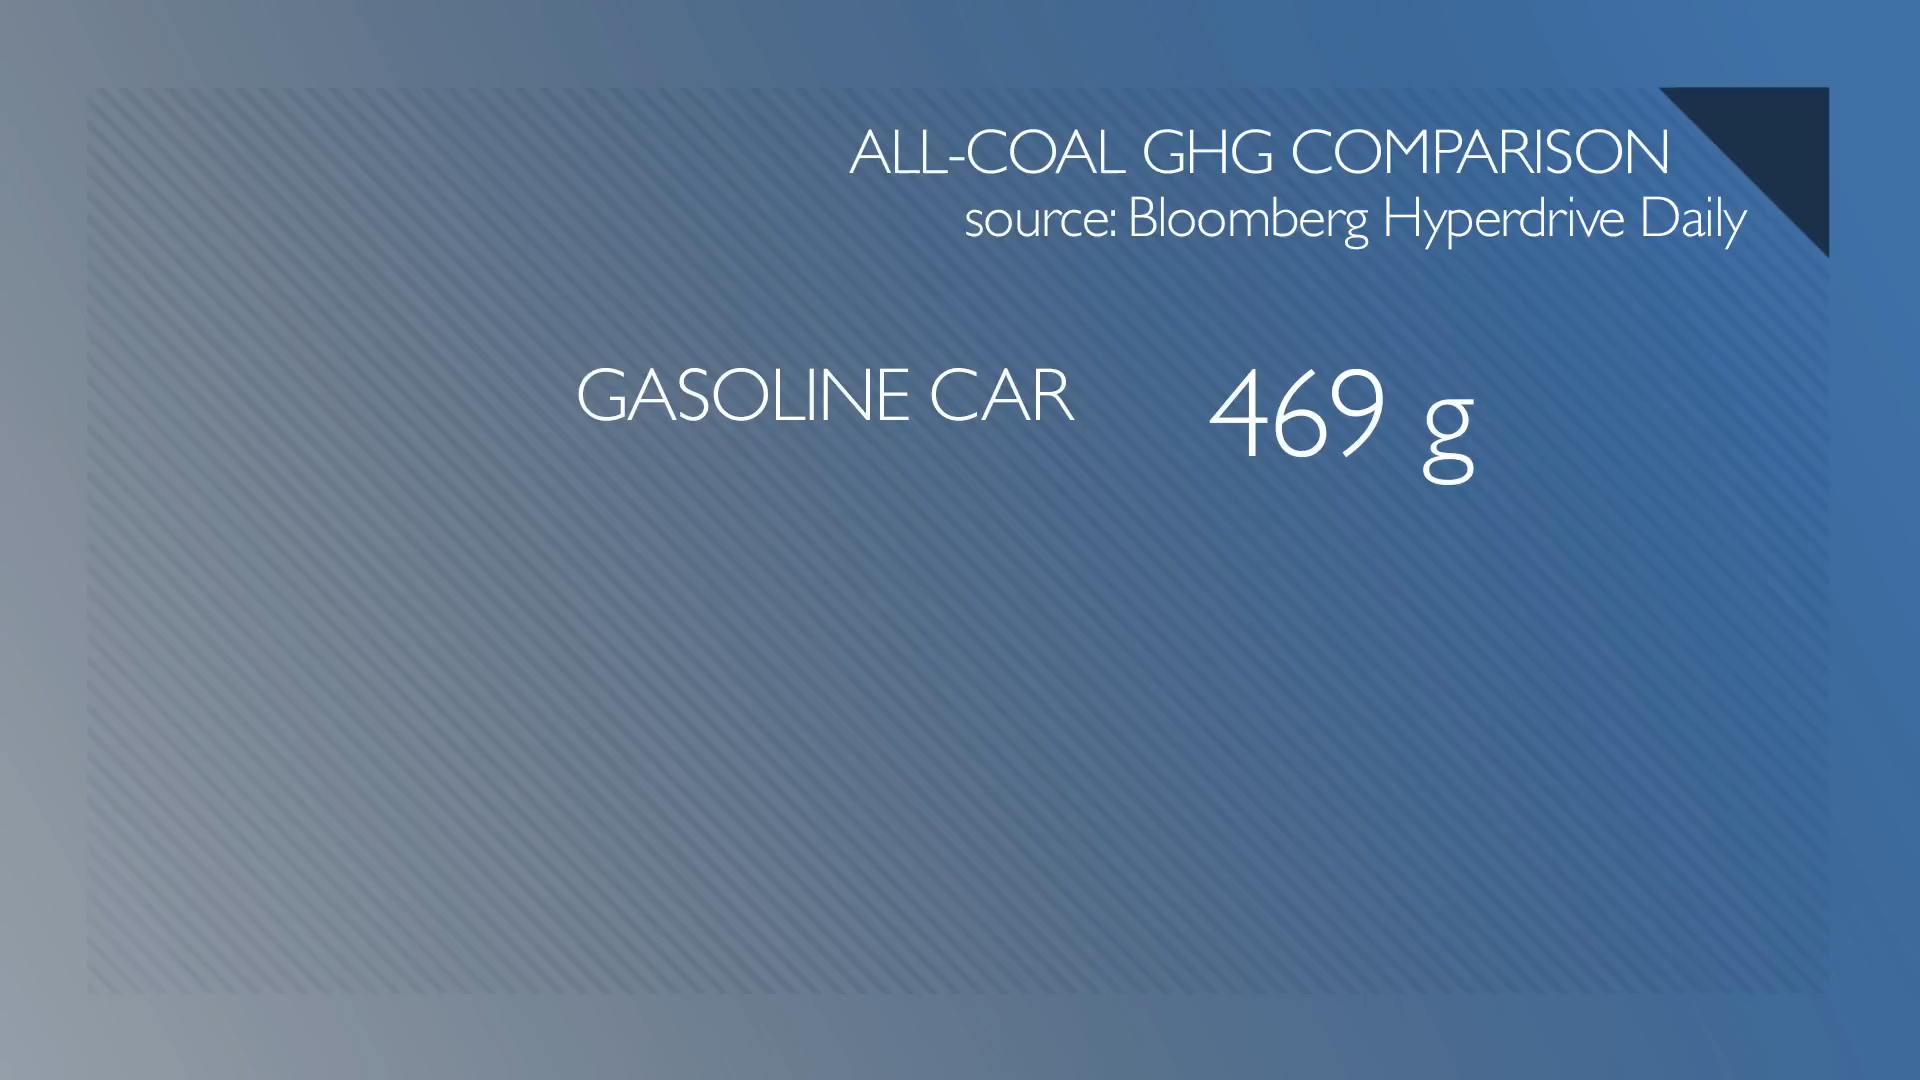 ALL-COAL GHG COMPARISON
source: Bloomberg Hyperdrive Daily
GASOLINE CAR 469 g